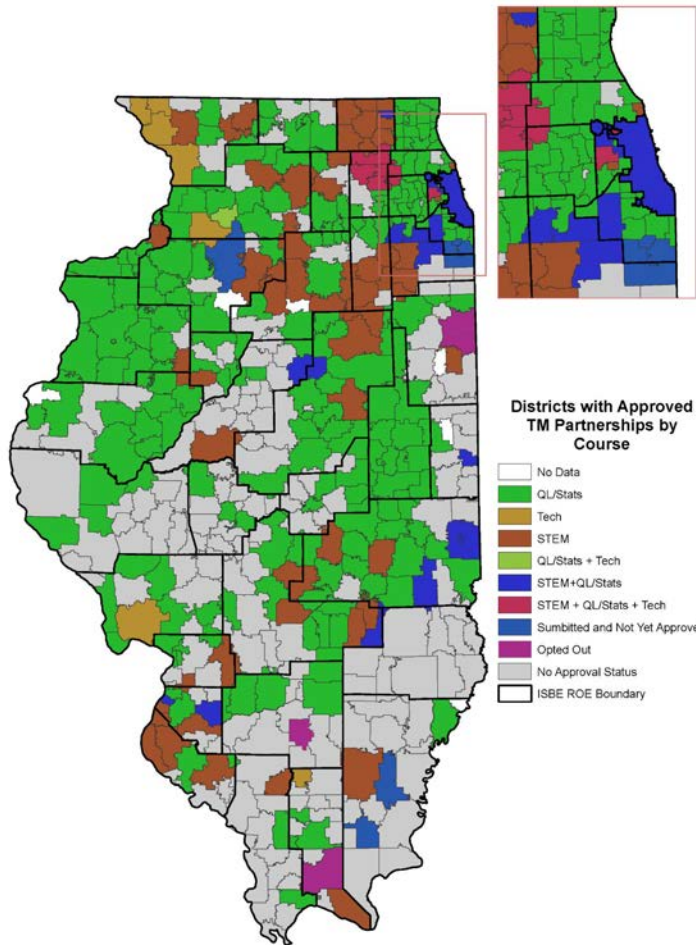 Districts with Approved
TM Partnerships by
Course
No Data
QL/Stats
Tech
STEM
QL/Stats + Tech
STEM+QL/Stats
STEM + QL/Stats + Tech
Sumbitted and Not Yet Approve
Opted Out
No Approval Status
ISBE ROE Boundary